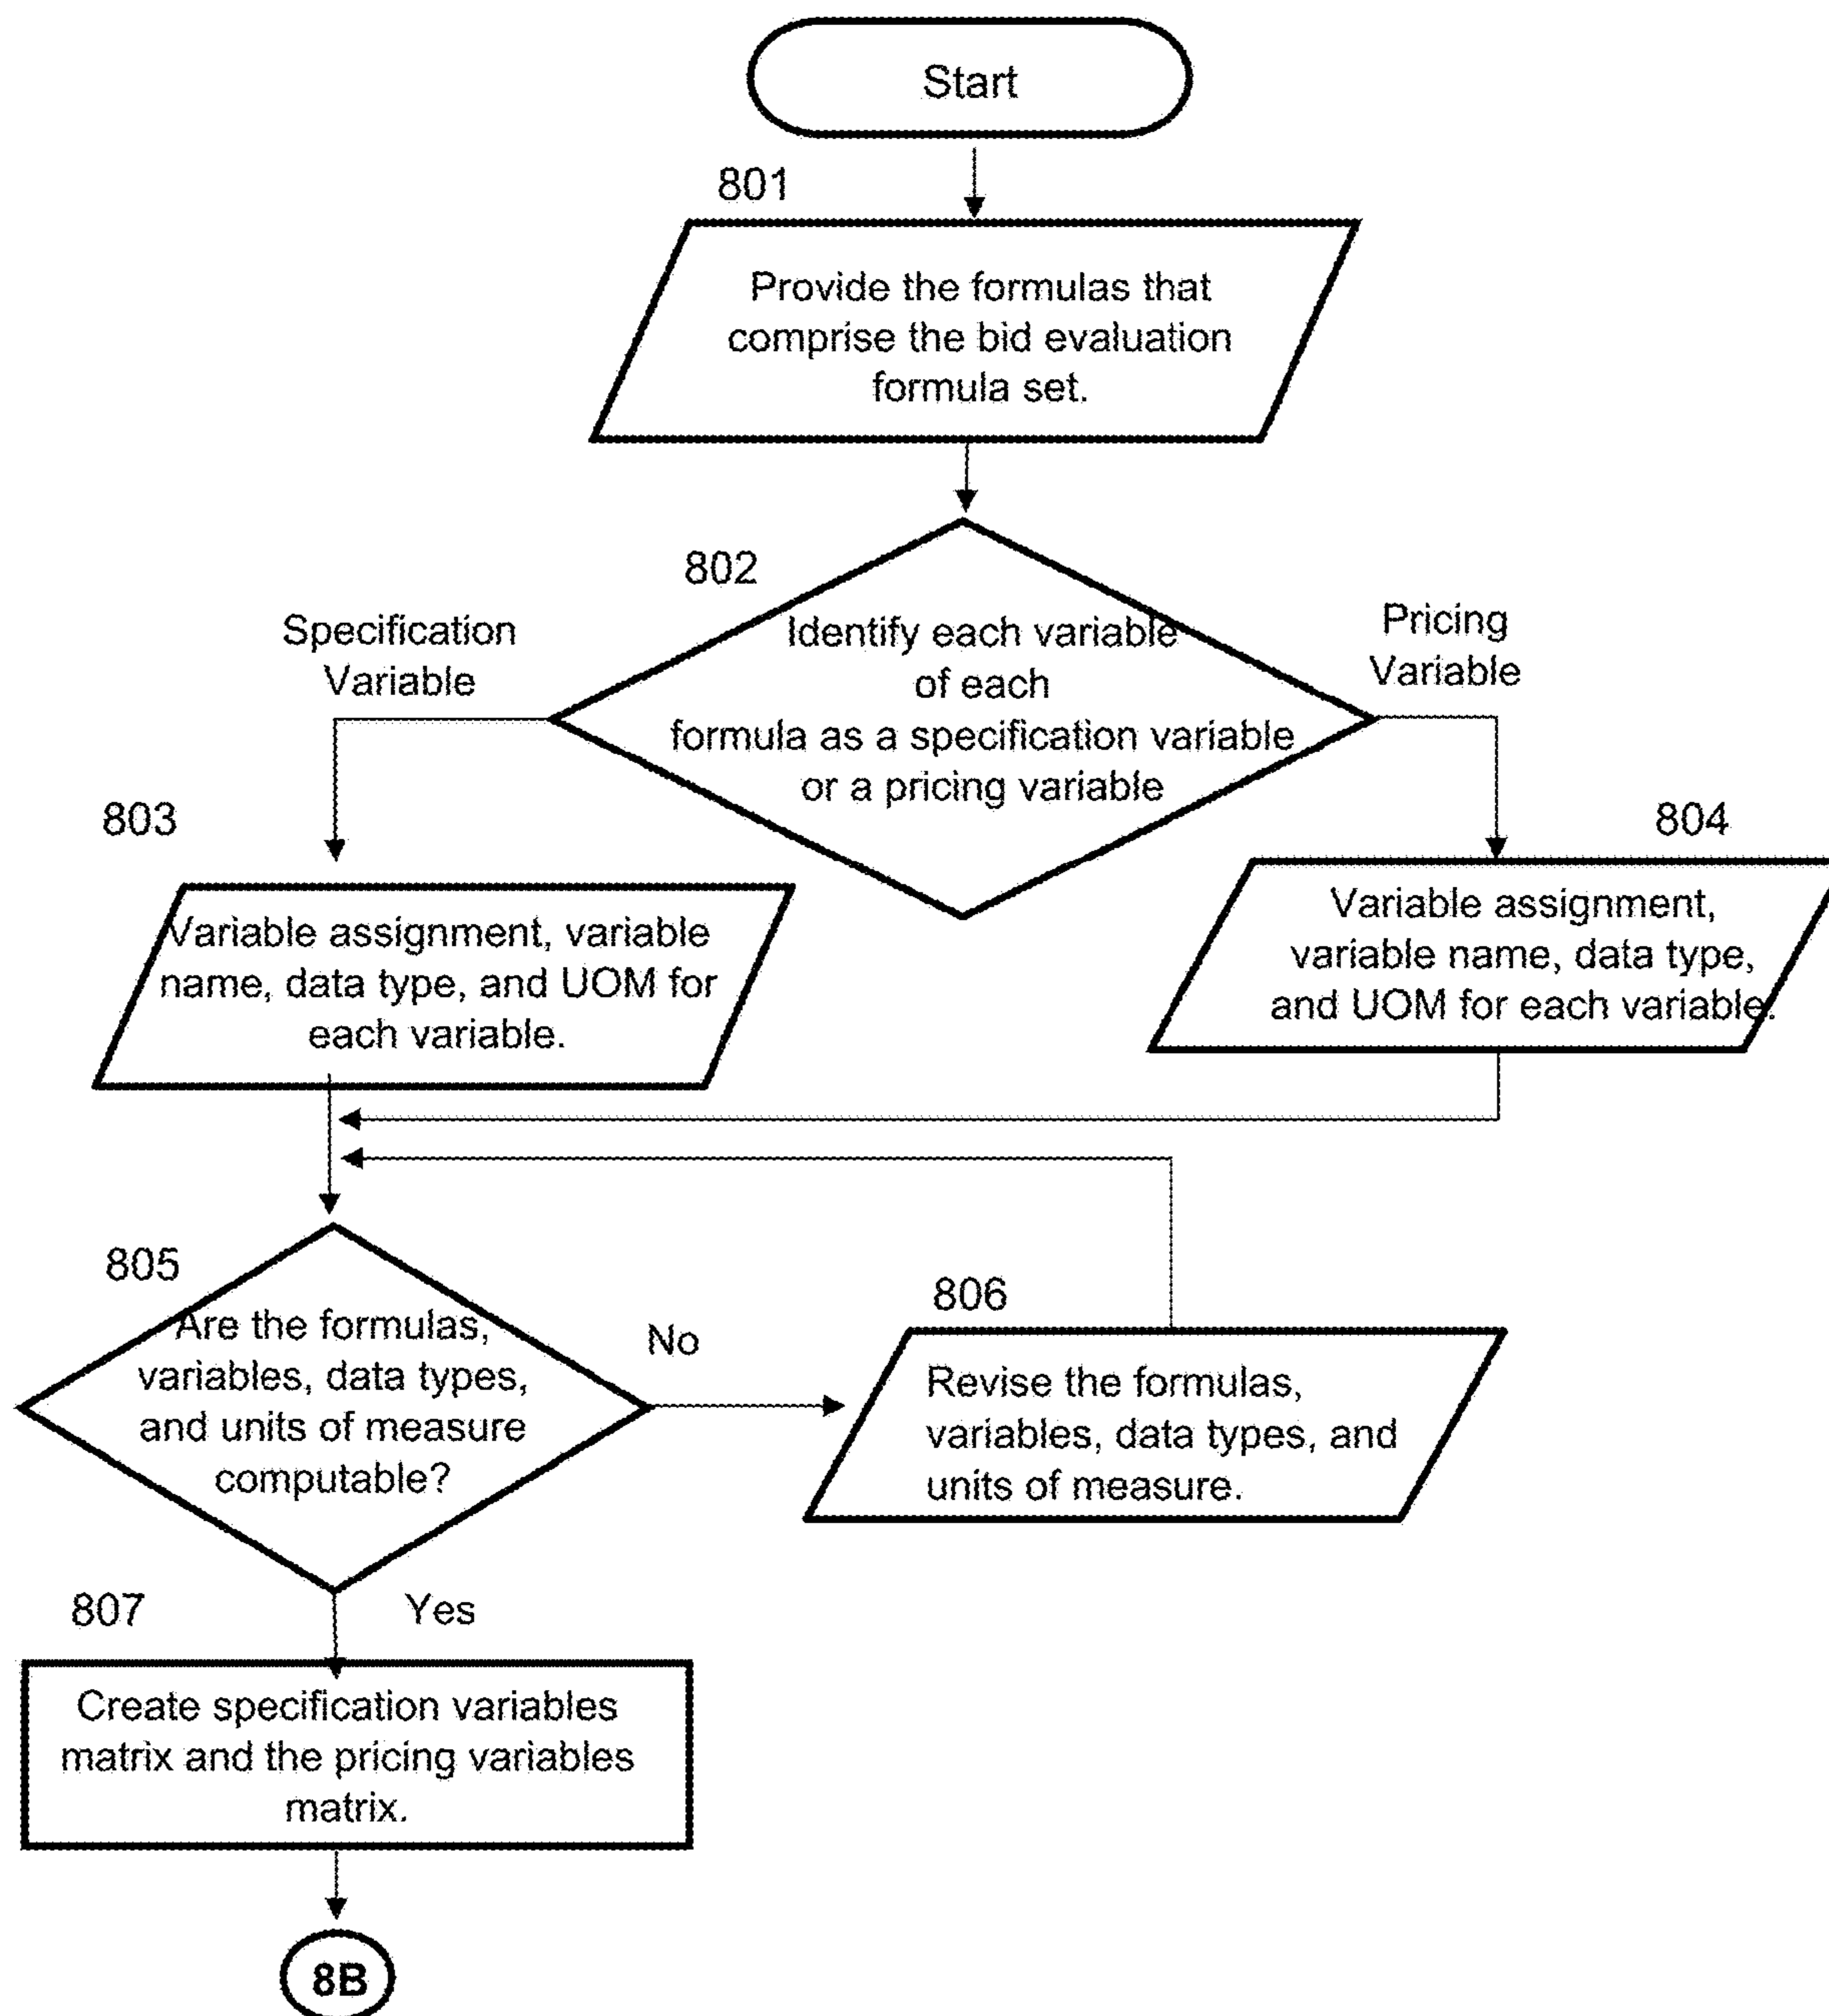 Start
801
Provide the formulas that
comprise the bid evaluation
formula set.
802
Specification
Variable
Identify each variable
of each
formula as a specification variable
or a pricing variable
Pricing
Variable
803
Variable assignment, variable
name, data type, and UOM for
each variable.
804
Variable assignment,
variable name, data type,
and UOM for each variable.
805
Are the formulas,
variables, data types,
and units of measure
computable?
No
806
Revise the formulas,
variables, data types, and
units of measure.
807
Yes
Create specification variables
matrix and the pricing variables
matrix.
8B